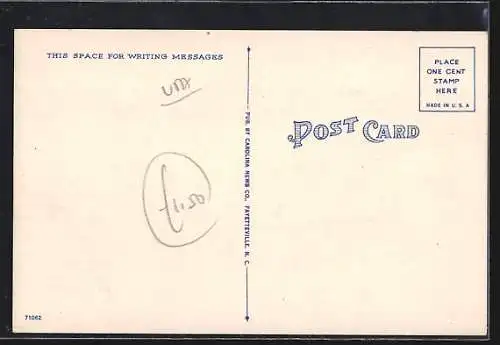 THIS SPACE FOR WRITING MESSAGES
PLACE
ONE CENT
STAMP
HERE
MADE IN U.S.A
POST CARD
PUB. BY CAROLINA NEWS CO., FAYETTEVILLE, N. C.
£1.50
71062